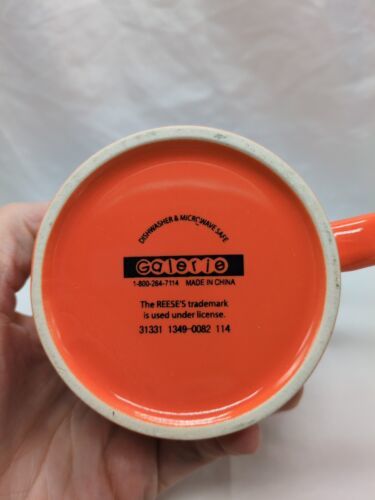 DISHWASHER & MICROWAVE SAFE
Galerie
1-800-284-7114 MADE IN CHINA
The REESE'S trademark
is used under license.
31331 1349-0082 114